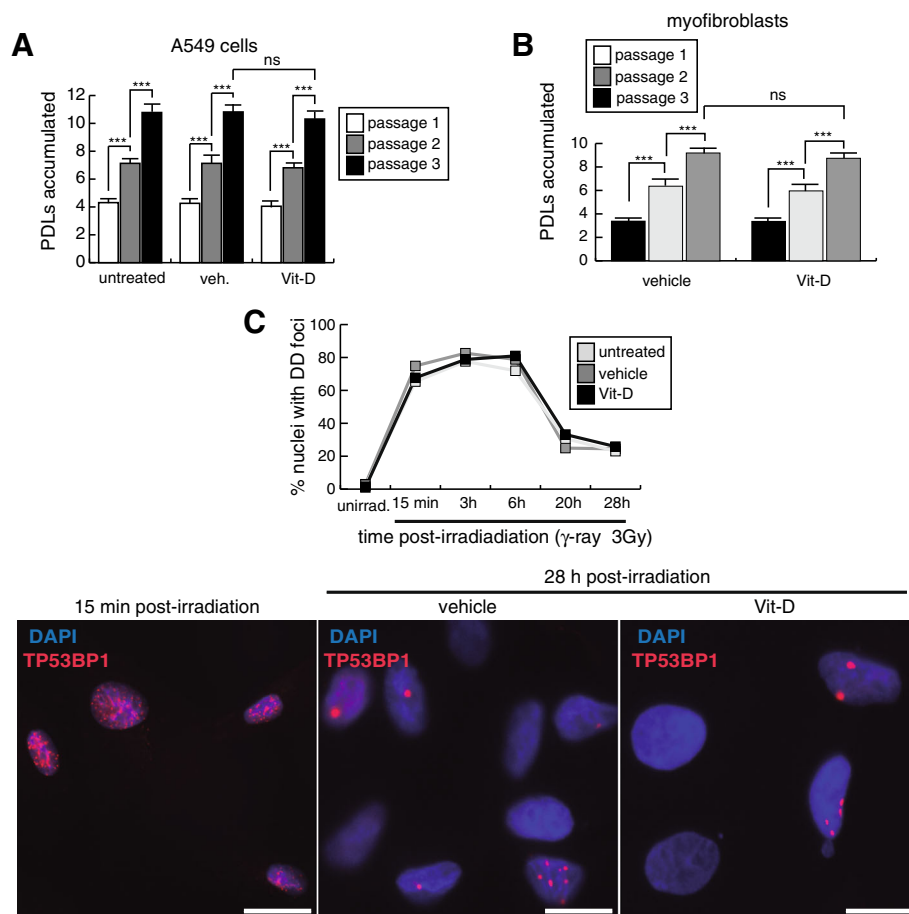 A
A549 cells
ns
***
***
***
***
***
***
PDLs accumulated
12
10
8
6
4
2
0
untreated
veh.
Vit-D
passage 1
passage 2
passage 3
B
myofibroblasts
passage 1
passage 2
passage 3
ns
***
***
***
***
PDLs accumulated
10
8
6
4
2
0
vehicle
Vit-D
C
% nuclei with DD foci
100
80
60
40
20
0
unirrad.
15 min
3h
6h
20h
28h
time post-irradiadiation (γ-ray 3Gy)
untreated
vehicle
Vit-D
28 h post-irradiation
15 min post-irradiation
vehicle
Vit-D
DAPI
TP53BP1
DAPI
TP53BP1
DAPI
TP53BP1